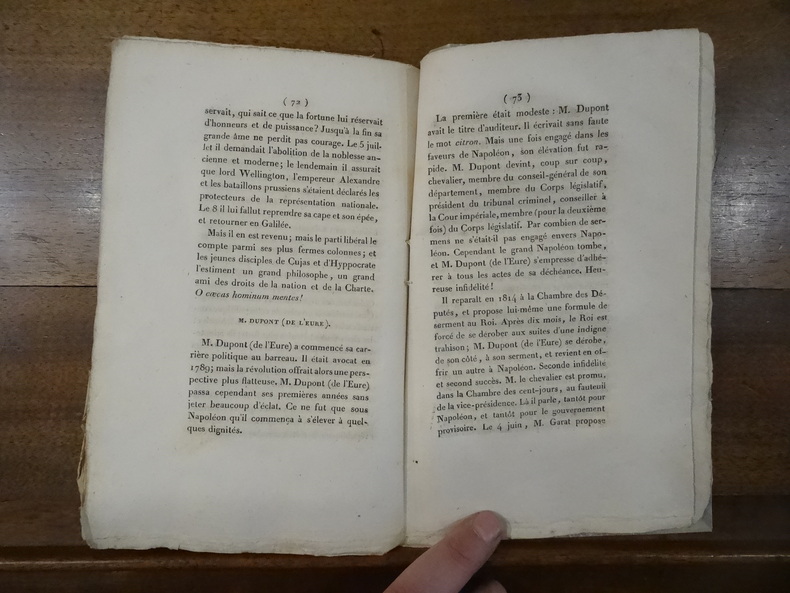 ( 72 )
servait, qui sait ce que la fortune lui réservait
d'honneurs et de puissance? Jusqu'à la fin sa
grande âme ne perdit pas courage. Le 5 juil-
let il demandait l'abolition de la noblesse an-
cienne et moderne; le lendemain il assurait
que lord Wellington, l'empereur Alexandre
et les bataillons prussiens s'étaient déclarés les
protecteurs de la représentation nationale.
Le 8 il lui fallut reprendre sa cape et son épée,
et retourner en Galilée.
Mais il en est revenu; mais le parti libéral le
compte parmi ses plus fermes colonnes; et
les jeunes disciples de Cujas et d'Hyppocrate
l'estiment un grand philosophe, un grand
ami des droits de la nation et de la Charte.
O cœcas hominum mentes!
M. DUPONT (DE L'EURE).
M. Dupont (de l'Eure) a commencé sa car-
rière politique au barreau. Il était avocat en
1789; mais la révolution offrait alors une pers-
pective plus flatteuse. M. Dupont (de l'Eure)
passa cependant ses premières années sans
jeter beaucoup d'éclat. Ce ne fut que sous
Napoléon qu'il commença à s'élever à quel-
ques dignités.
( 73 )
La première était modeste : M. Dupont
avait le titre d'auditeur. Il écrivait sans faute
le mot citron. Mais une fois engagé dans les
faveurs de Napoléon, son élévation fut ra-
pide. M. Dupont devint, coup sur coup,
chevalier, membre du conseil-général de son
département, membre du Corps législatif,
président du tribunal criminel, conseiller à
la Cour impériale, membre (pour la deuxième
fois) du Corps législatif. Par combien de ser-
mens ne s'était-il pas engagé envers Napo-
léon. Cependant le grand Napoléon tombe,
et M. Dupont (de l'Eure) s'empresse d'adhé-
rer à tous les actes de sa déchéance. Heu-
reuse infidélité!
Il reparaît en 1814 à la Chambre des Dé-
putés, et propose lui-même une formule de
serment au Roi. Après dix mois, le Roi est
forcé de se dérober aux suites d'une indigne
trahison; M. Dupont (de l'Eure) se dérobe,
de son côté, à son serment, et revient en of-
frir un autre à Napoléon. Seconde infidélité
et second succès. M. le chevalier est promu,
dans la Chambre des cent-jours, au fauteuil
de la vice-présidence. Là il parle, tantôt pour
Napoléon, et tantôt pour le gouvernement
provisoire. Le 4 juin, M. Garat propose